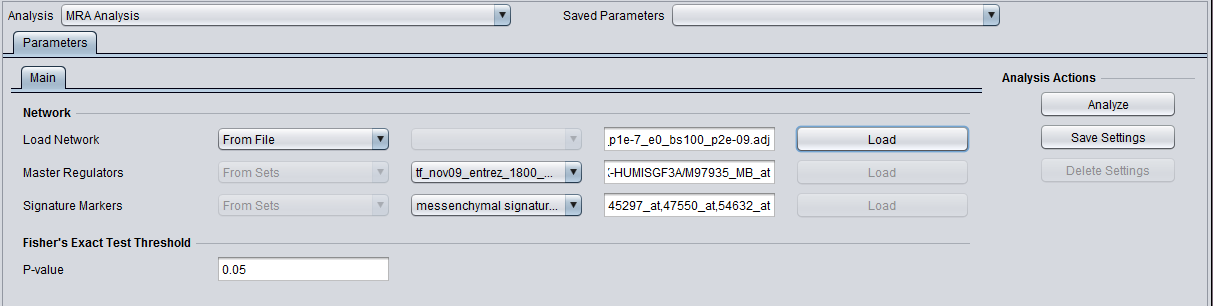 Analysis MRA Analysis Saved Parameters
Parameters
Main Analysis Actions
Network Analyze
Load Network From File .p1e-7_e0_bs100_p2e-09.adj Load
Save Settings
Master Regulators From Sets tf_nov09_entrez_1800_... -HUMISGF3A/M97935_MB_at Load
Delete Settings
Signature Markers From Sets messenchymal signatur... 45297_at,47550_at,54632_at Load
Fisher's Exact Test Threshold
P-value 0.05